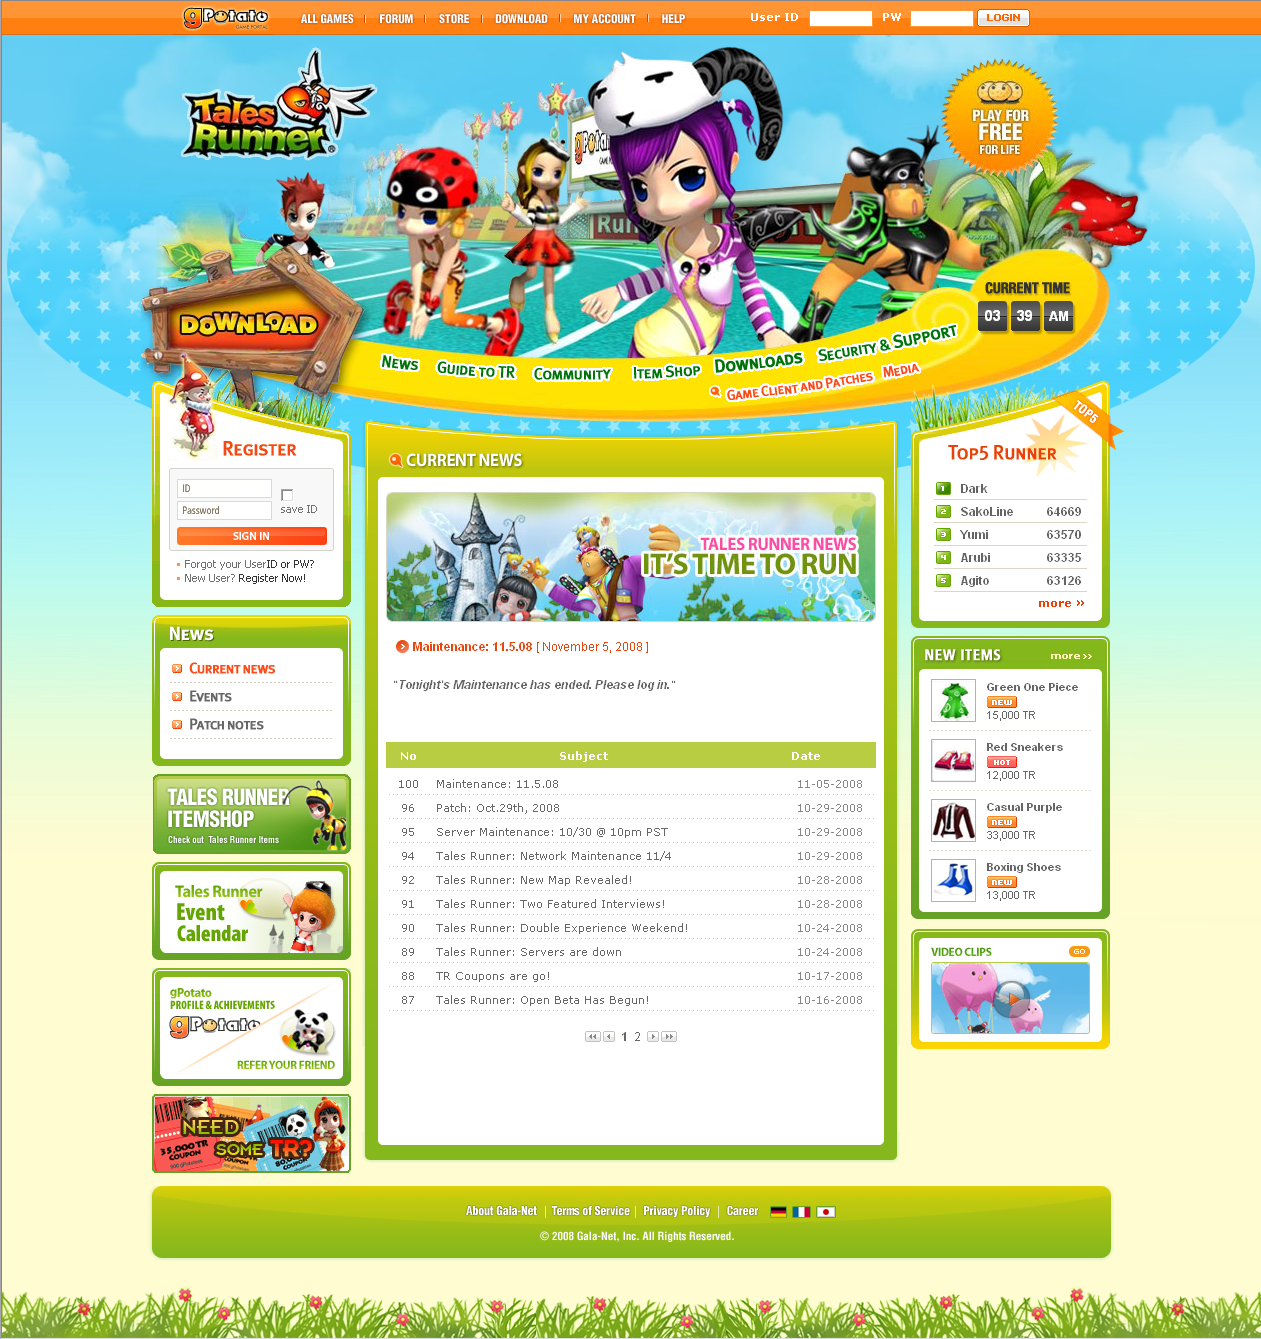 gPotato
GAME PORTAL
ALL GAMES
FORUM
STORE
DOWNLOAD
MY ACCOUNT
HELP
User ID
PW
LOGIN
Tales
Runner
gPotato
PLAY FOR
FREE
FOR LIFE
DOWNLOAD
CURRENT TIME
03 39 AM
NEWS
GUIDE TO TR
COMMUNITY
ITEM SHOP
DOWNLOADS
SECURITY & SUPPORT
GAME CLIENT AND PATCHES
MEDIA
REGISTER
ID
Password
save ID
SIGN IN
Forgot your UserID or PW?
New User? Register Now!
NEWS
CURRENT NEWS
EVENTS
PATCH NOTES
TALES RUNNER
ITEMSHOP
Check out Tales Runner Items
Tales Runner
Event
Calendar
gPotato
PROFILE & ACHIEVEMENTS
gPotato
REFER YOUR FRIEND
NEED
SOME TR?
35,000TR
COUPON
COUPON
CURRENT NEWS
TALES RUNNER NEWS
IT'S TIME TO RUN
Maintenance: 11.5.08 [ November 5, 2008 ]
"Tonight's Maintenance has ended. Please log in."
No Subject Date
100 Maintenance: 11.5.08 11-05-2008
96 Patch: Oct.29th, 2008 10-29-2008
95 Server Maintenance: 10/30 @ 10pm PST 10-29-2008
94 Tales Runner: Network Maintenance 11/4 10-29-2008
92 Tales Runner: New Map Revealed! 10-28-2008
91 Tales Runner: Two Featured Interviews! 10-28-2008
90 Tales Runner: Double Experience Weekend! 10-24-2008
89 Tales Runner: Servers are down 10-24-2008
88 TR Coupons are go! 10-17-2008
87 Tales Runner: Open Beta Has Begun! 10-16-2008
1 2
TOP5
TOP5 RUNNER
1 Dark
2 SakoLine 64669
3 Yumi 63570
4 Arubi 63335
5 Agito 63126
more >>
NEW ITEMS
more >>
Green One Piece
NEW
15,000 TR
Red Sneakers
HOT
12,000 TR
Casual Purple
NEW
33,000 TR
Boxing Shoes
NEW
13,000 TR
VIDEO CLIPS
GO
About Gala-Net | Terms of Service | Privacy Policy | Career
© 2008 Gala-Net, Inc. All Rights Reserved.